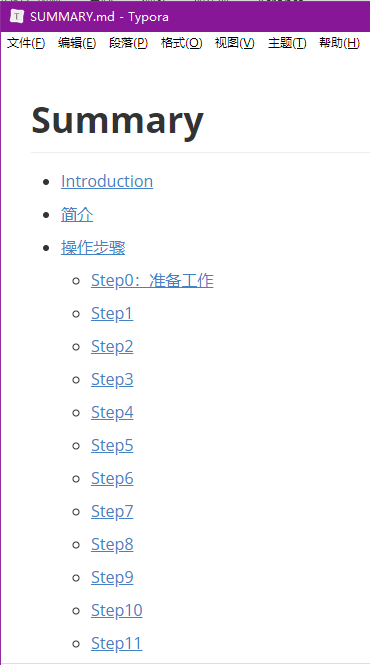 SUMMARY.md - Typora
文件(F) 编辑(E) 段落(P) 格式(O) 视图(V) 主题(T) 帮助(H)
Summary
Introduction
简介
操作步骤
Step0：准备工作
Step1
Step2
Step3
Step4
Step5
Step6
Step7
Step8
Step9
Step10
Step11